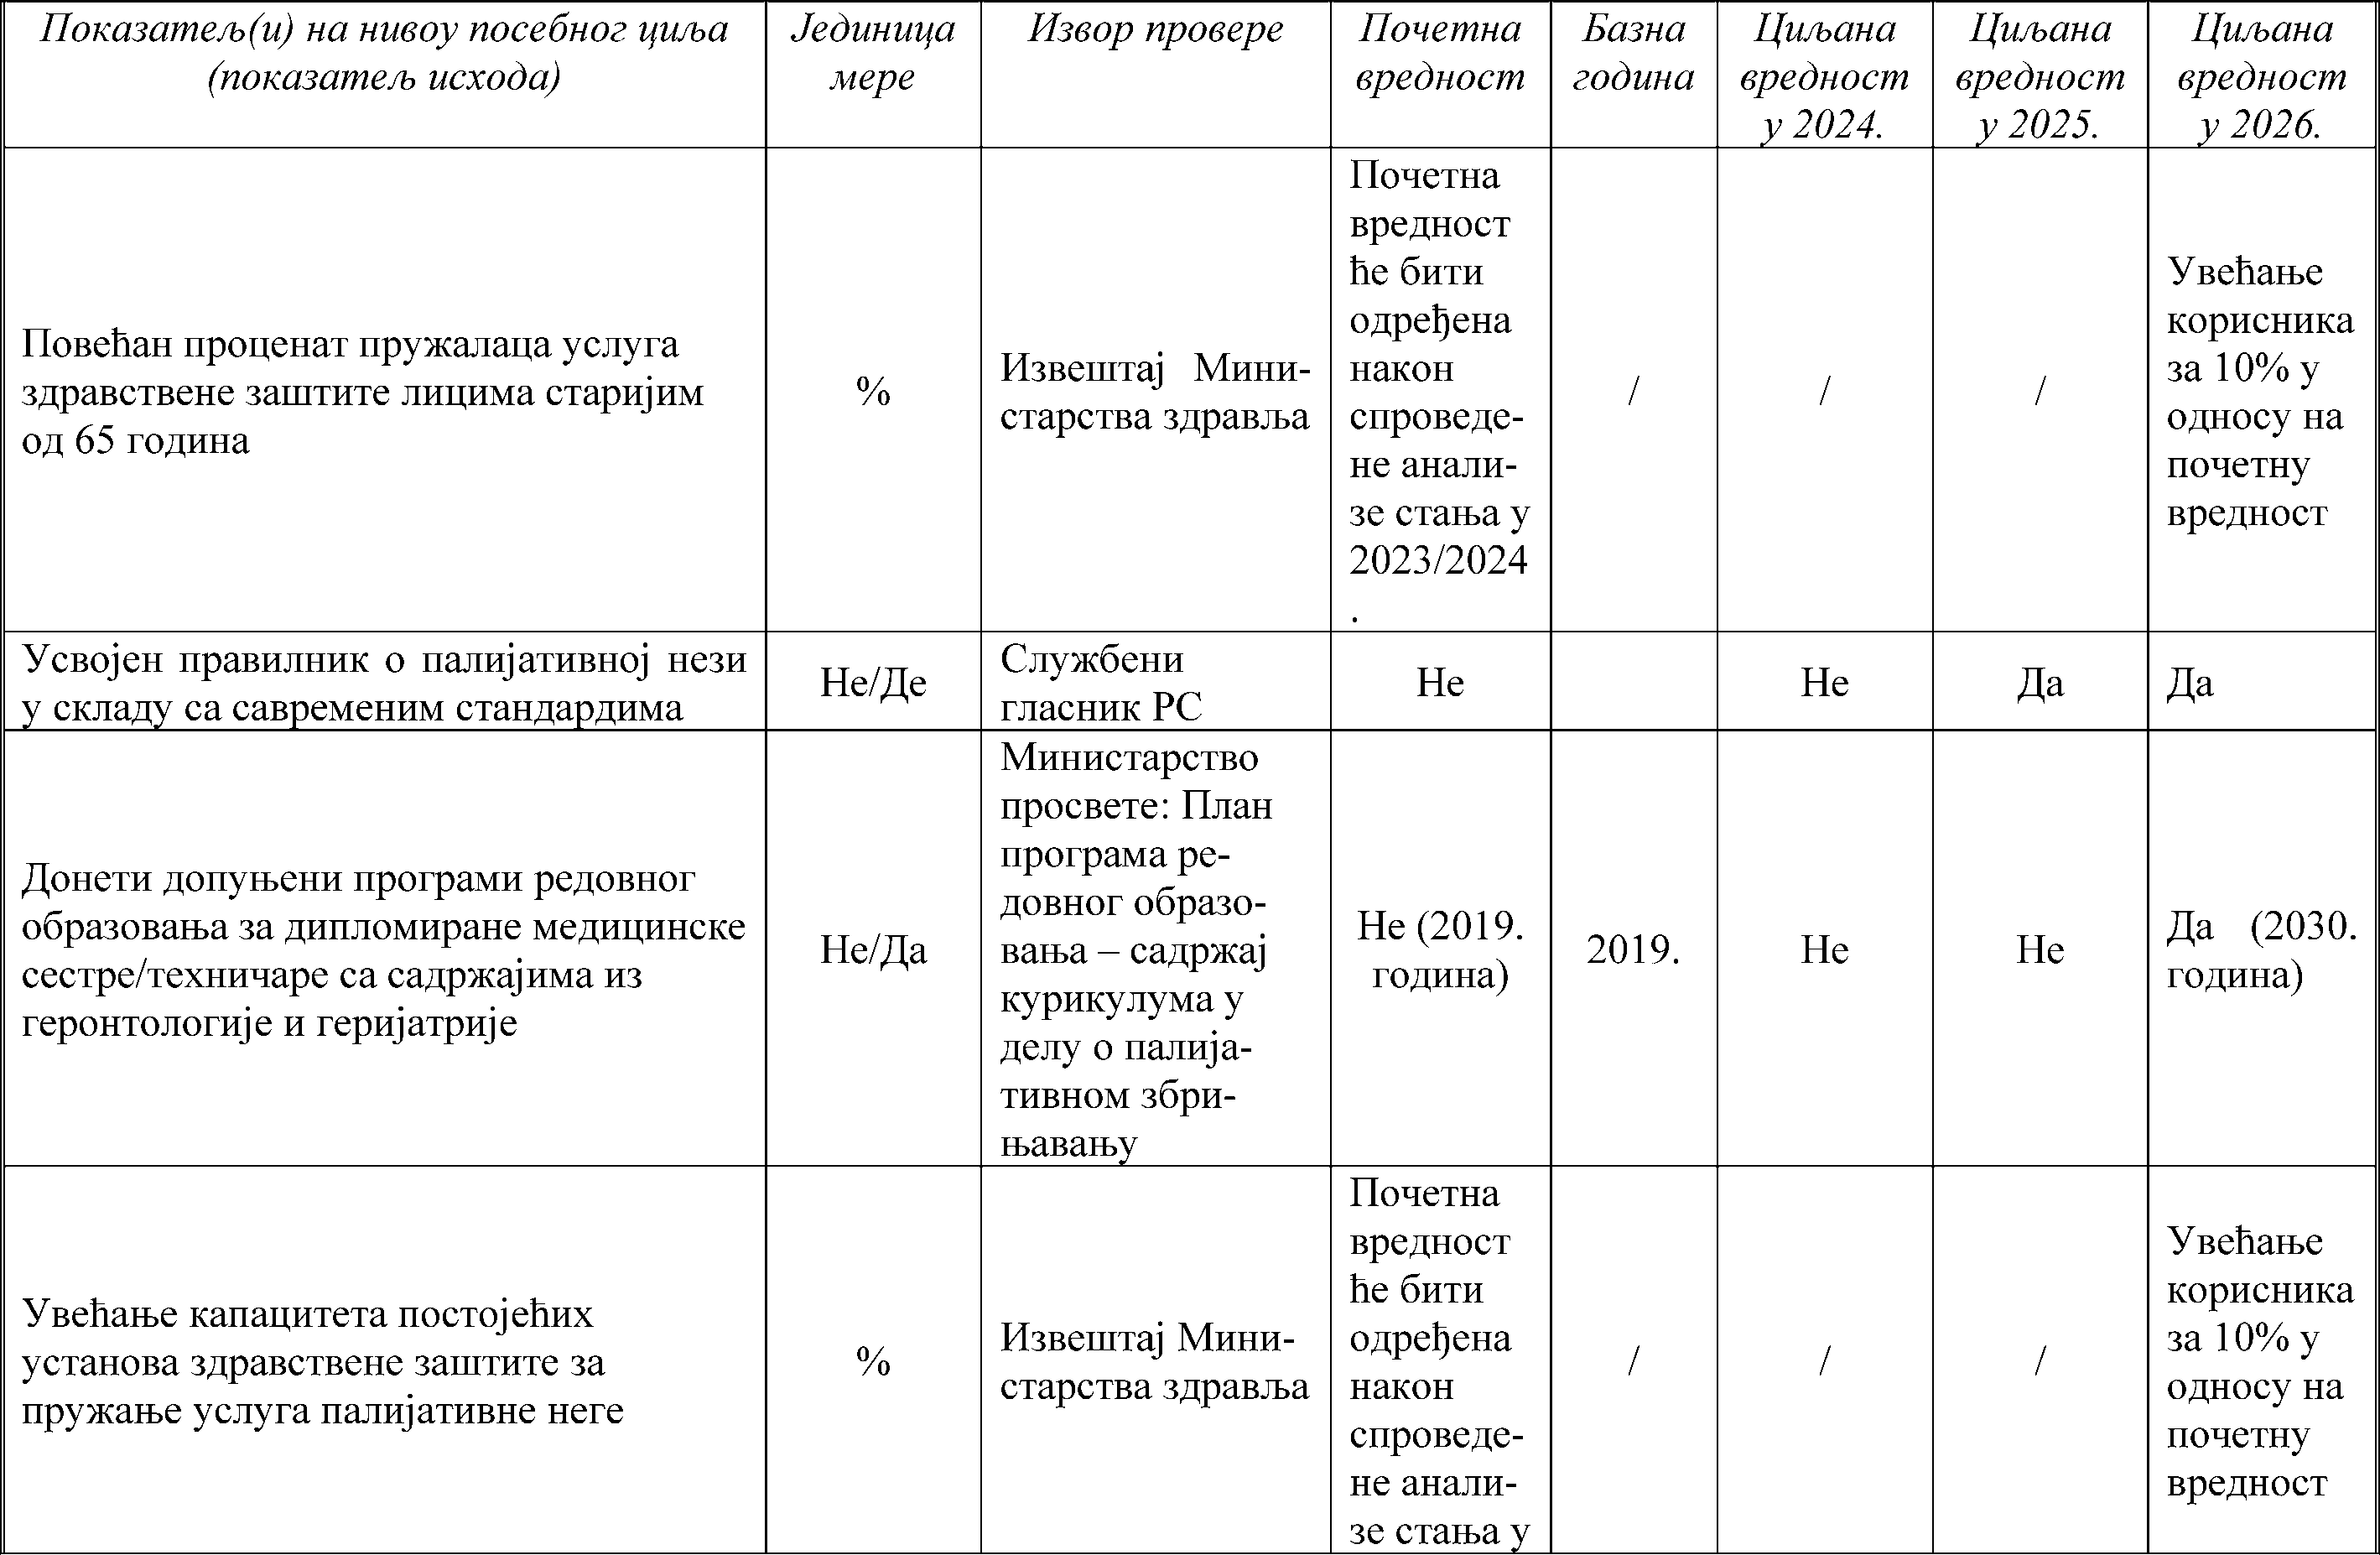 Показатељ(и) на нивоу посебног циља
(показатељ исхода)
Јединица
мере
Извор провере
Почетна
вредност
Базна
година
Циљана
вредност
у 2024.
Циљана
вредност
у 2025.
Циљана
вредност
у 2026.
Повећан проценат пружалаца услуга
здравствене заштите лицима старијим
од 65 година
%
Извештај Мини-
старства здравља
Почетна
вредност
ће бити
одређена
након
спроведе-
не анали-
зе стања у
2023/2024
.
/
/
/
Увећање
корисника
за 10% у
односу на
почетну
вредност
Усвојен правилник о палијативној нези
у складу са савременим стандардима
Не/Де
Службени
гласник РС
Не
Не
Да
Да
Донети допуњени програми редовног
образовања за дипломиране медицинске
сестре/техничаре са садржајима из
геронтологије и геријатрије
Не/Да
Министарство
просвете: План
програма ре-
довног образо-
вања – садржај
курикулума у
делу о палија-
тивном збри-
њавању
Не (2019.
година)
2019.
Не
Не
Да (2030.
година)
Увећање капацитета постојећих
установа здравствене заштите за
пружање услуга палијативне неге
%
Извештај Мини-
старства здравља
Почетна
вредност
ће бити
одређена
након
спроведе-
не анали-
зе стања у
/
/
/
Увећање
корисника
за 10% у
односу на
почетну
вредност